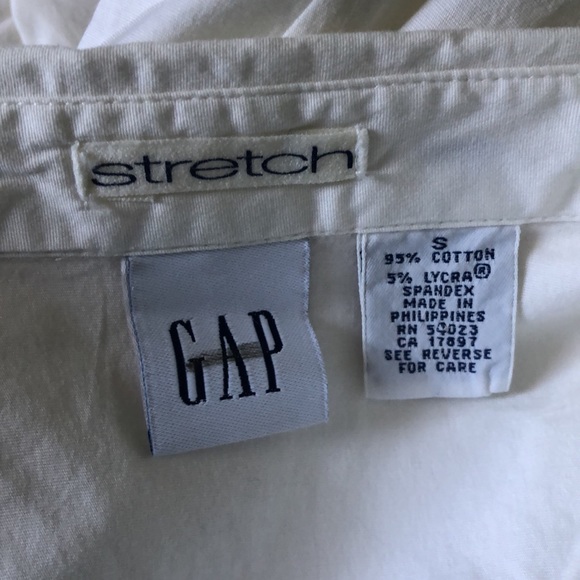 stretch
GAP
S
95% COTTON
5% LYCRA®
SPANDEX
MADE IN
PHILIPPINES
RN 54023
CA 17897
SEE REVERSE
FOR CARE